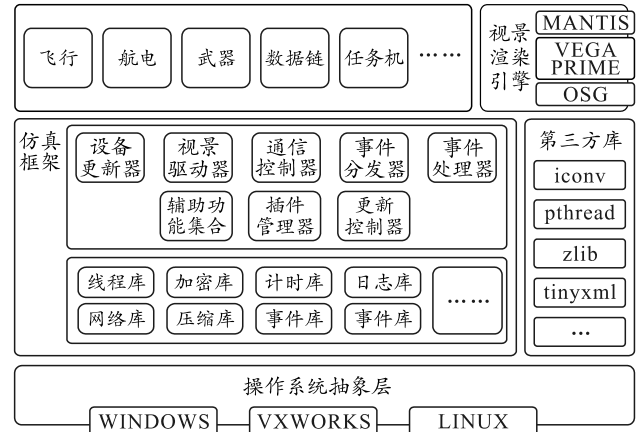 飞行 航电 武器 数据链 任务机 ……
视景
渲染
引擎
MANTIS
VEGA
PRIME
OSG
仿真
框架
设备
更新器
视景
驱动器
通信
控制器
事件
分发器
事件
处理器
辅助功
能集合
插件
管理器
更新
控制器
线程库 加密库 计时库 日志库
网络库 压缩库 事件库 事件库
……
第三方库
iconv
pthread
zlib
tinyxml
…
操作系统抽象层
WINDOWS VXWORKS LINUX